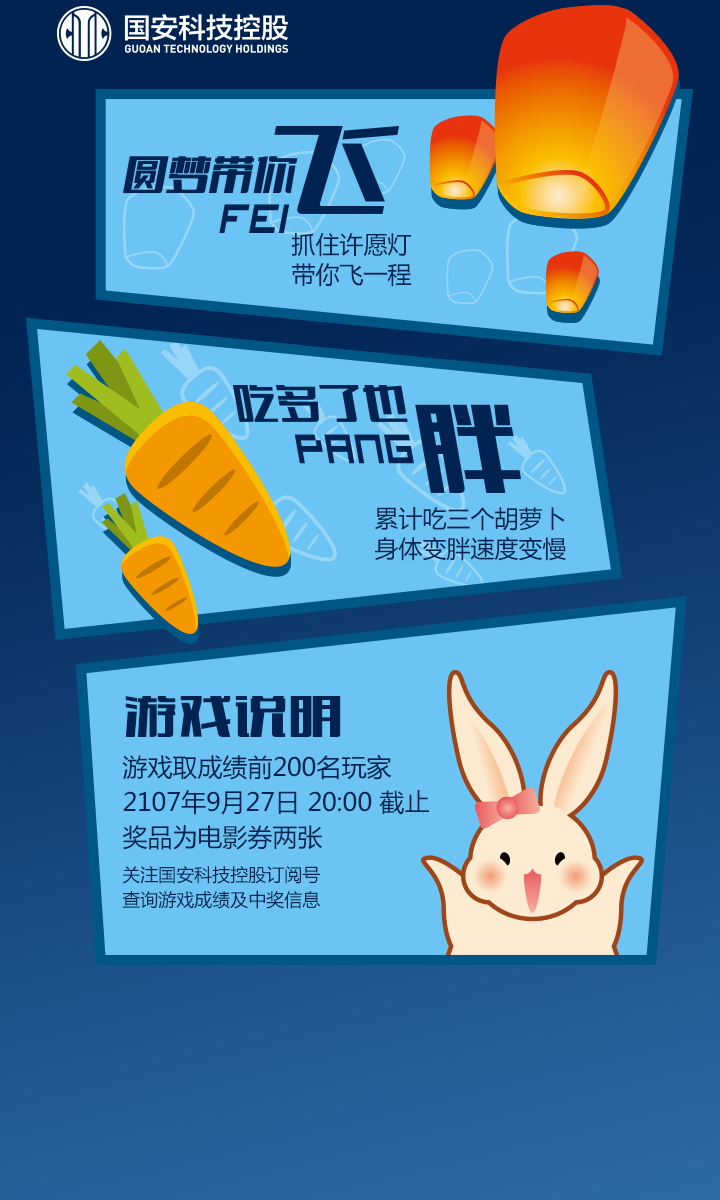 国安科技控股
GUOAN TECHNOLOGY HOLDINGS
圆梦带你飞
FEI
抓住许愿灯
带你飞一程
吃多了也胖
PANG
累计吃三个胡萝卜
身体变胖速度变慢
游戏说明
游戏取成绩前200名玩家
2107年9月27日 20:00 截止
奖品为电影券两张
关注国安科技控股订阅号
查询游戏成绩及中奖信息